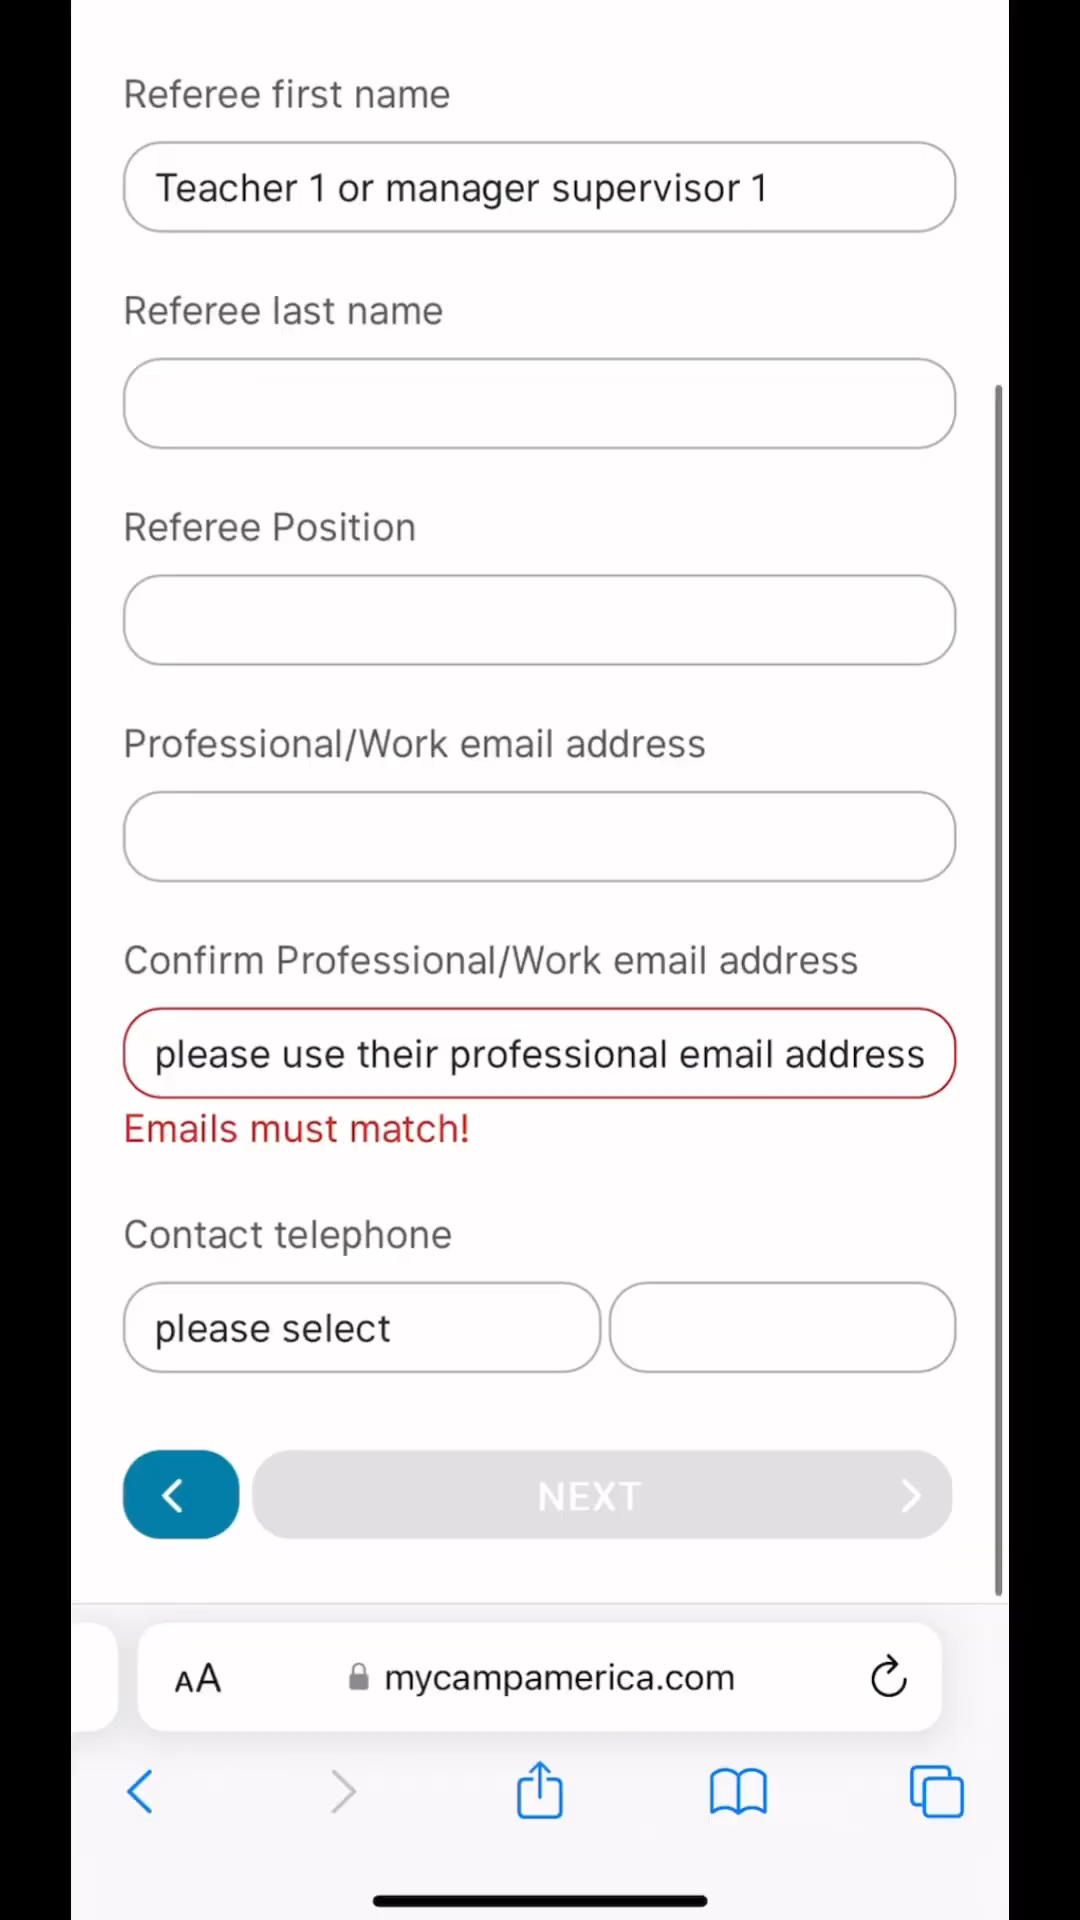 Referee first name
Teacher 1 or manager supervisor 1
Referee last name
Referee Position
Professional/Work email address
Confirm Professional/Work email address
please use their professional email address
Emails must match!
Contact telephone
please select
NEXT
AA mycampamerica.com